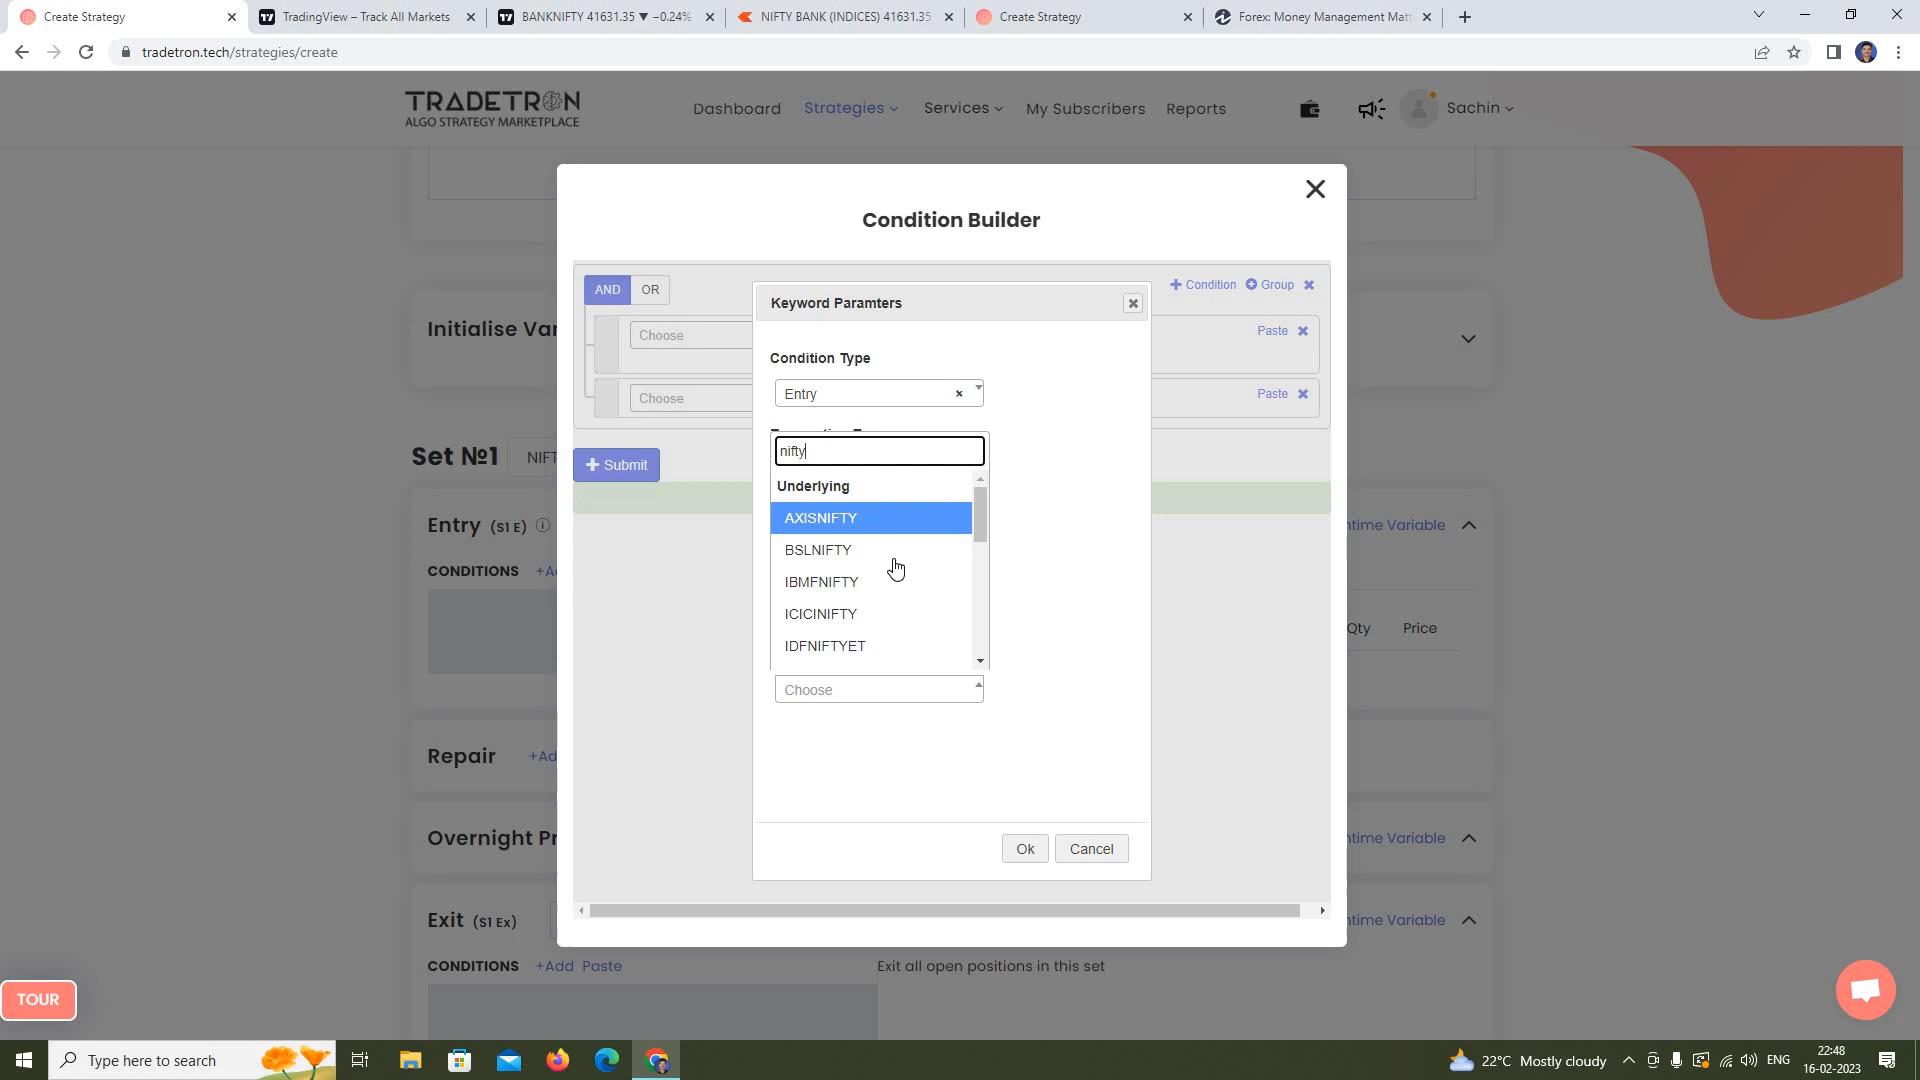 Create Strategy
TradingView – Track All Markets
BANKNIFTY 41631.35 ▼ −0.24%
NIFTY BANK (INDICES) 41631.35
Create Strategy
Forex: Money Management Matt
tradetron.tech/strategies/create
TRADETRON
ALGO STRATEGY MARKETPLACE
Dashboard
Strategies
Services
My Subscribers
Reports
Sachin
Condition Builder
AND
OR
+ Condition
Group
Choose
Paste
Choose
Paste
+ Submit
Keyword Paramters
Condition Type
Entry
nifty
Underlying
AXISNIFTY
BSLNIFTY
IBMFNIFTY
ICICINIFTY
IDFNIFTYET
Choose
Ok
Cancel
Initialise Var
Set №1
NIFT
Entry (S1 E)
ntime Variable
CONDITIONS
+A
Qty
Price
Repair
+Ad
Overnight Pr
ntime Variable
Exit (S1 Ex)
ntime Variable
CONDITIONS
+Add
Paste
Exit all open positions in this set
TOUR
Type here to search
22°C Mostly cloudy
ENG
22:48
16-02-2023